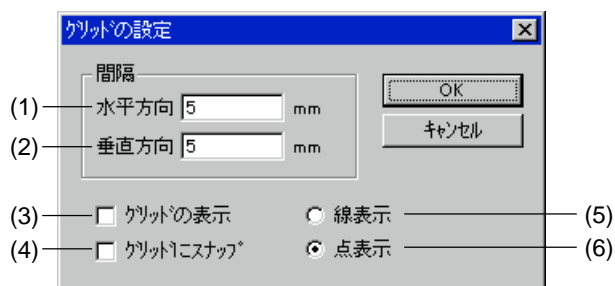 ｸﾞﾘｯﾄﾞの設定
間隔
OK
(1) 水平方向 5 mm
ｷｬﾝｾﾙ
(2) 垂直方向 5 mm
(3) ｸﾞﾘｯﾄﾞの表示 線表示 (5)
(4) ｸﾞﾘｯﾄﾞにｽﾅｯﾌﾟ 点表示 (6)